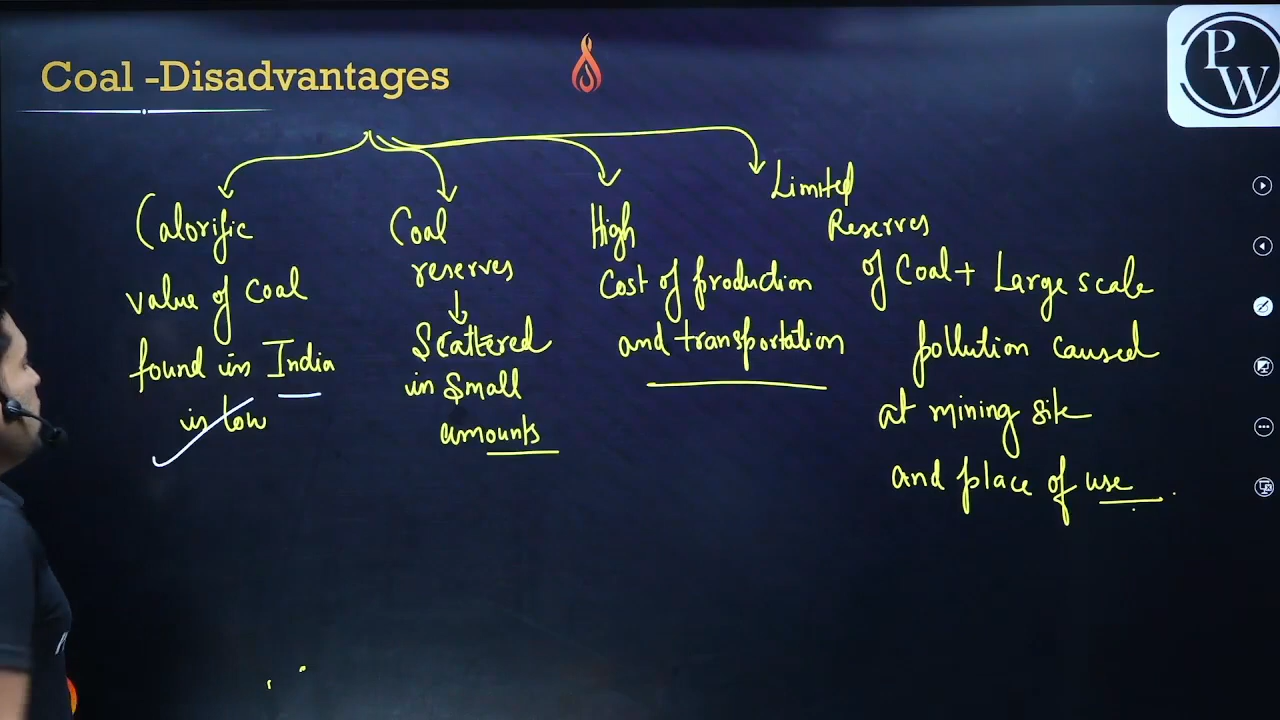 Coal -Disadvantages
PW
Calorific
value of coal
found in India
is low
Coal
reserves
Scattered
in Small
amounts
High
Cost of production
and transportation
Limited
Reserves
of Coal + Large scale
pollution caused
at mining site
and place of use.